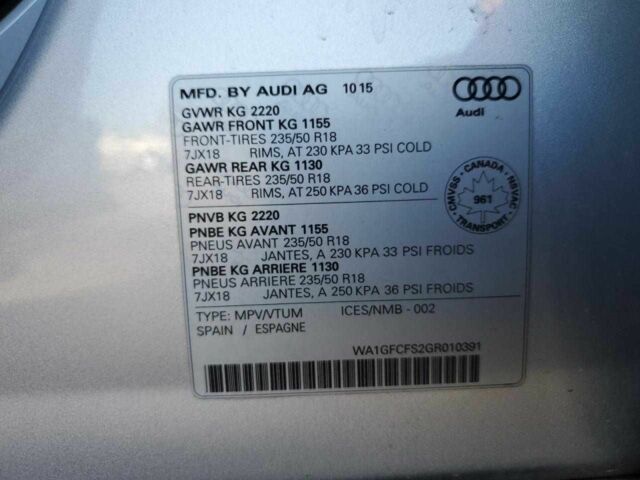 MFD. BY AUDI AG 10 15
Audi
GVWR KG 2220
GAWR FRONT KG 1155
FRONT-TIRES 235/50 R18
7JX18 RIMS, AT 230 KPA 33 PSI COLD
GAWR REAR KG 1130
REAR-TIRES 235/50 R18
7JX18 RIMS, AT 250 KPA 36 PSI COLD
CMVSS - CANADA - NSVAC
961
TRANSPORT
PNVB KG 2220
PNBE KG AVANT 1155
PNEUS AVANT 235/50 R18
7JX18 JANTES, A 230 KPA 33 PSI FROIDS
PNBE KG ARRIERE 1130
PNEUS ARRIERE 235/50 R18
7JX18 JANTES, A 250 KPA 36 PSI FROIDS
TYPE: MPV/VTUM ICES/NMB - 002
SPAIN / ESPAGNE
WA1GFCFS2GR010391